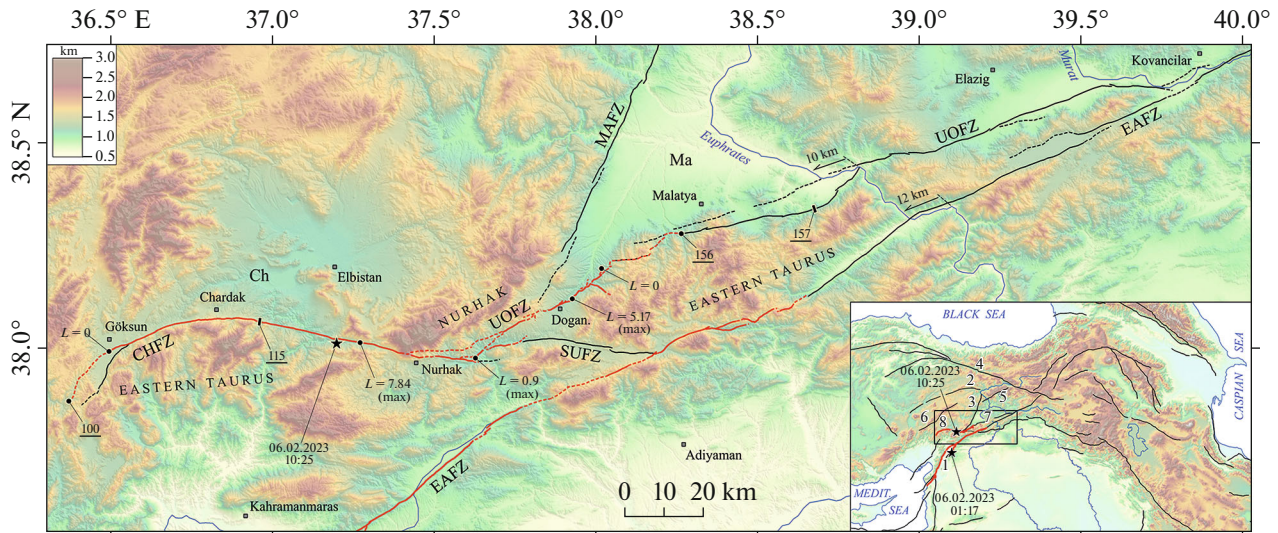 36.5° E 37.0° 37.5° 38.0° 38.5° 39.0° 39.5° 40.0°
km
3.0
2.5
2.0
1.5
1.0
0.5
38.5° N
38.0°
MAFZ
Ma
Malatya
Euphrates
10 km
12 km
Elazig
Murat
Kovancilar
UOFZ
EAFZ
157
156
Ch
Elbistan
Chardak
Göksun
L = 0
CHFZ
EASTERN TAURUS
115
100
L = 7.84
(max)
06.02.2023
10:25
NURHAK
UOFZ
Nurhak
Dogan.
L = 0
L = 5.17
(max)
L = 0.9
(max)
SUFZ
EASTERN TAURUS
EAFZ
Kahramanmaras
Adiyaman
0 10 20 km
BLACK SEA
CASPIAN SEA
MEDIT.
SEA
06.02.2023
10:25
4
2
3
5
6
8
7
1
06.02.2023
01:17